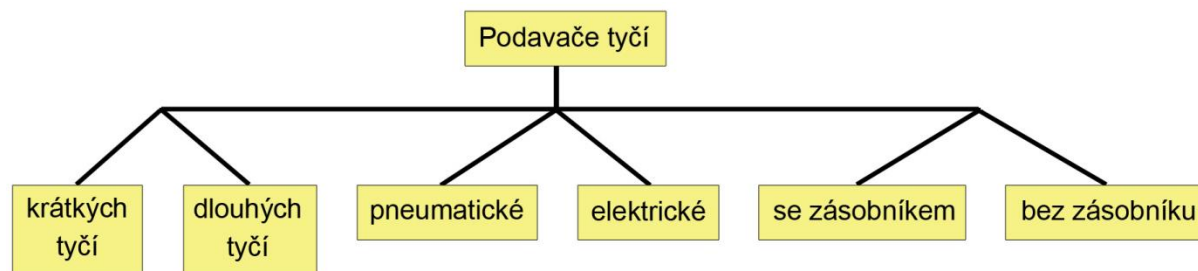 Podavače tyčí
krátkých
tyčí
dlouhých
tyčí
pneumatické
elektrické
se zásobníkem
bez zásobníku